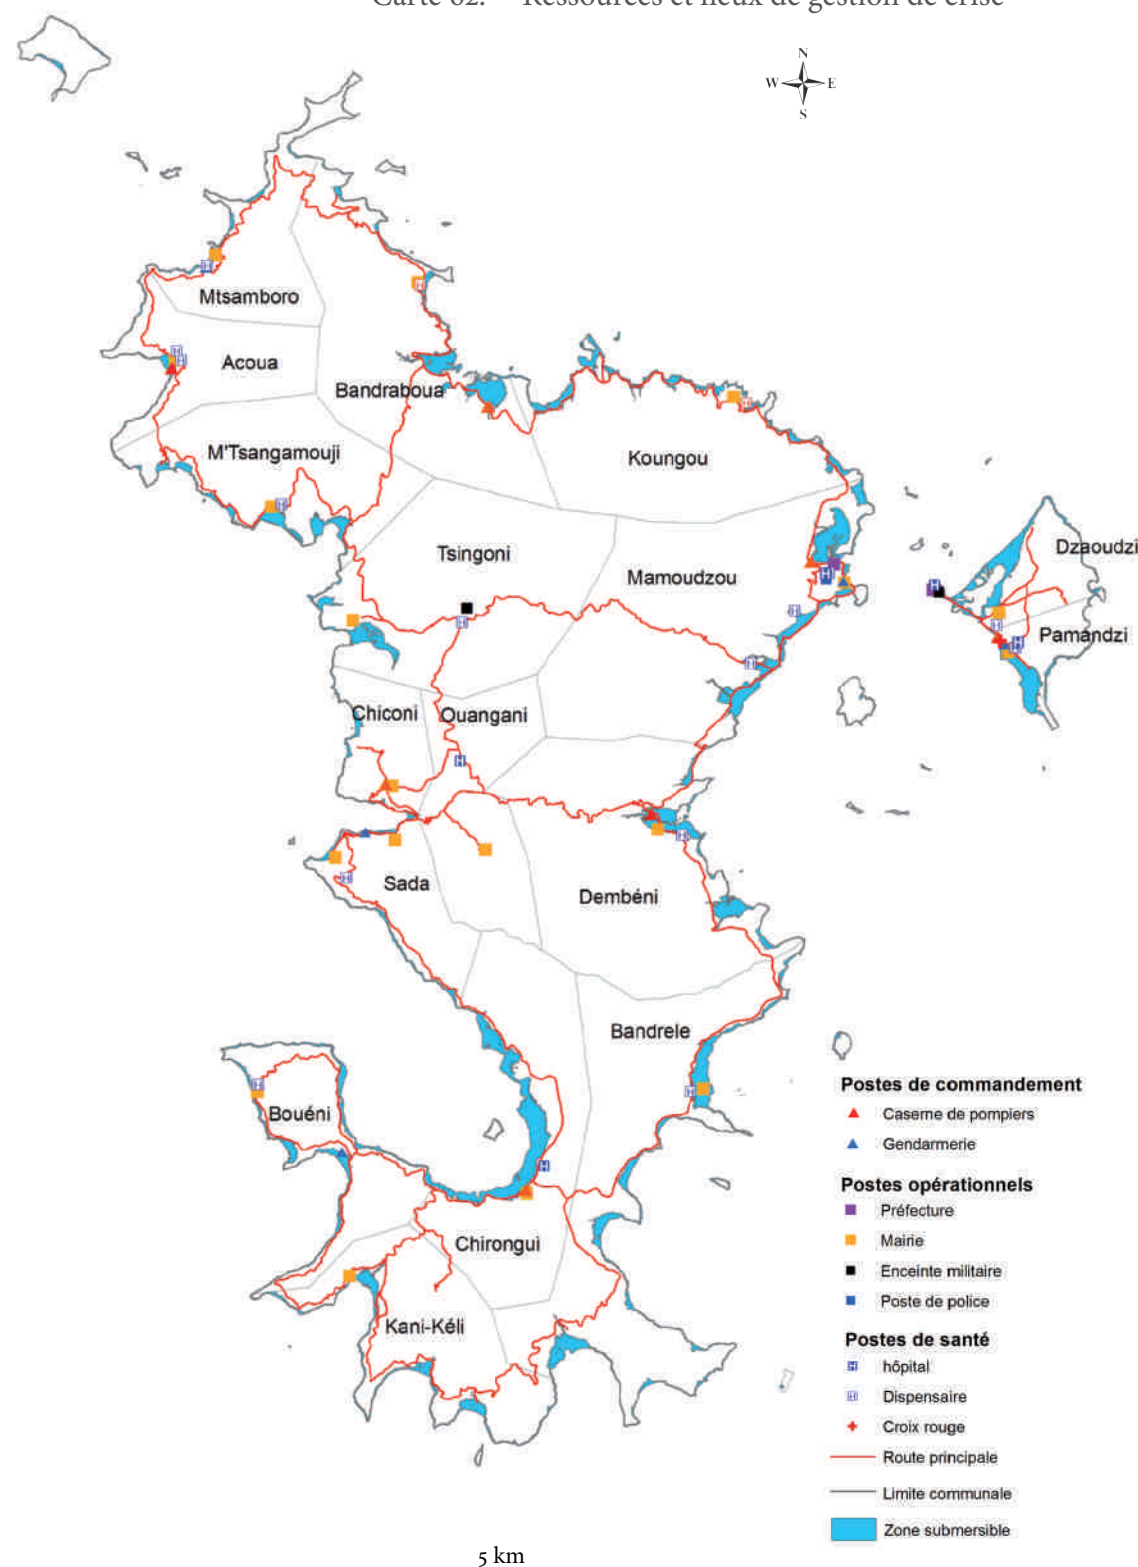 Carte 62. Ressources et lieux de gestion de crise
N
W E
S
Mtsamboro
Acoua
Bandraboua
M'Tsangamouji
Koungou
Tsingoni
Mamoudzou
Dzaoudzi
Pamandzi
Chiconi
Ouangani
Sada
Dembéni
Bandrele
Bouéni
Chirongui
Kani-Kéli
Postes de commandement
Caserne de pompiers
Gendarmerie
Postes opérationnels
Préfecture
Mairie
Enceinte militaire
Poste de police
Postes de santé
H hôpital
H Dispensaire
Croix rouge
Route principale
Limite communale
Zone submersible
5 km